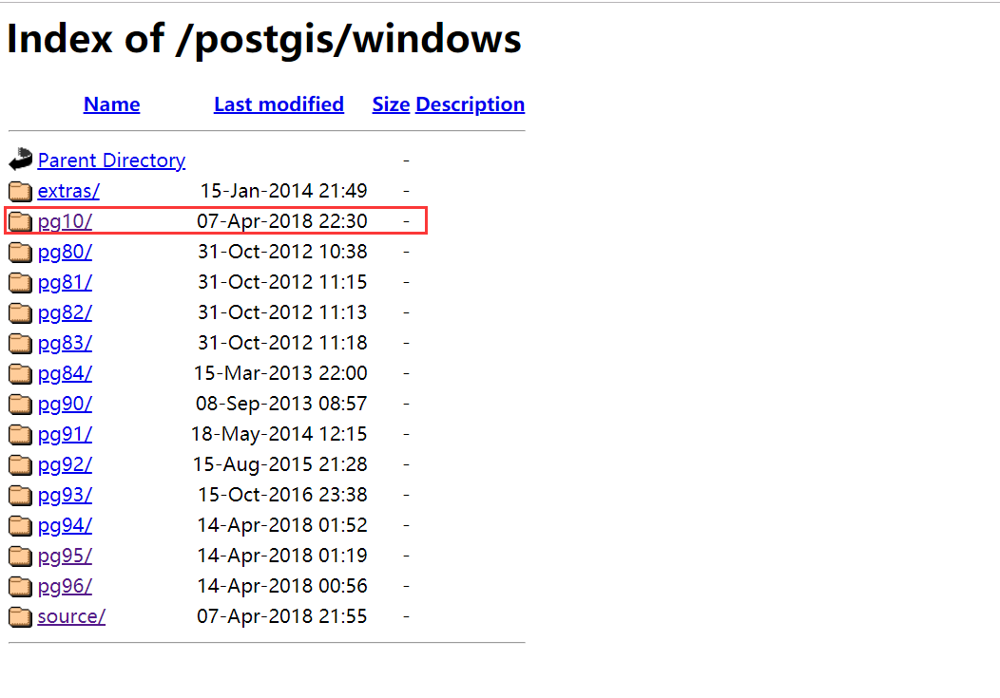 Index of /postgis/windows
Name Last modified Size Description
Parent Directory -
extras/ 15-Jan-2014 21:49 -
pg10/ 07-Apr-2018 22:30 -
pg80/ 31-Oct-2012 10:38 -
pg81/ 31-Oct-2012 11:15 -
pg82/ 31-Oct-2012 11:13 -
pg83/ 31-Oct-2012 11:18 -
pg84/ 15-Mar-2013 22:00 -
pg90/ 08-Sep-2013 08:57 -
pg91/ 18-May-2014 12:15 -
pg92/ 15-Aug-2015 21:28 -
pg93/ 15-Oct-2016 23:38 -
pg94/ 14-Apr-2018 01:52 -
pg95/ 14-Apr-2018 01:19 -
pg96/ 14-Apr-2018 00:56 -
source/ 07-Apr-2018 21:55 -